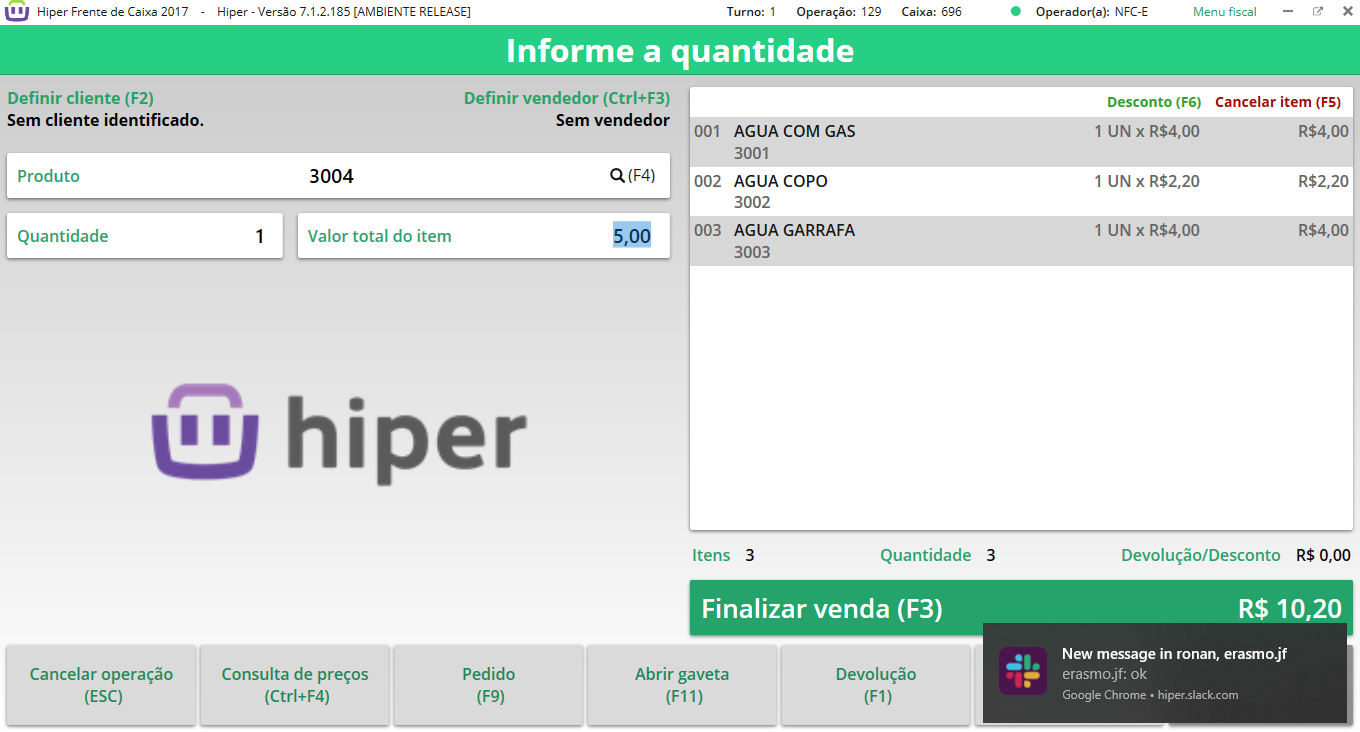 Hiper Frente de Caixa 2017 - Hiper - Versão 7.1.2.185 [AMBIENTE RELEASE] Turno: 1 Operação: 129 Caixa: 696 Operador(a): NFC-E Menu fiscal
Informe a quantidade
Definir cliente (F2) Definir vendedor (Ctrl+F3)
Sem cliente identificado. Sem vendedor
Produto 3004 (F4)
Quantidade 1 Valor total do item 5,00
hiper
Desconto (F6) Cancelar item (F5)
001 AGUA COM GAS 1 UN x R$4,00 R$4,00
3001
002 AGUA COPO 1 UN x R$2,20 R$2,20
3002
003 AGUA GARRAFA 1 UN x R$4,00 R$4,00
3003
Itens 3 Quantidade 3 Devolução/Desconto R$ 0,00
Finalizar venda (F3) R$ 10,20
Cancelar operação
(ESC)
Consulta de preços
(Ctrl+F4)
Pedido
(F9)
Abrir gaveta
(F11)
Devolução
(F1)
New message in ronan, erasmo.jf
erasmo.jf: ok
Google Chrome • hiper.slack.com